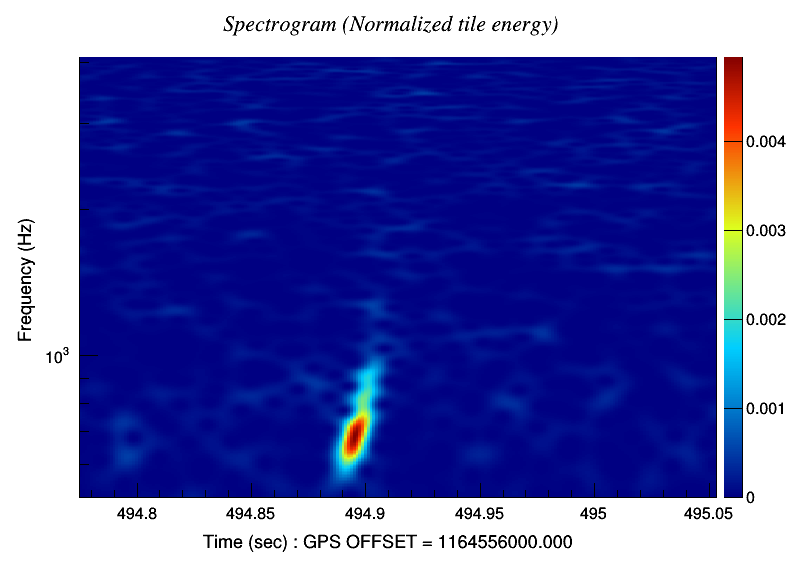 Spectrogram (Normalized tile energy)
0.004
0.003
0.002
0.001
0
Frequency (Hz)
10³
494.8 494.85 494.9 494.95 495 495.05
Time (sec) : GPS OFFSET = 1164556000.000